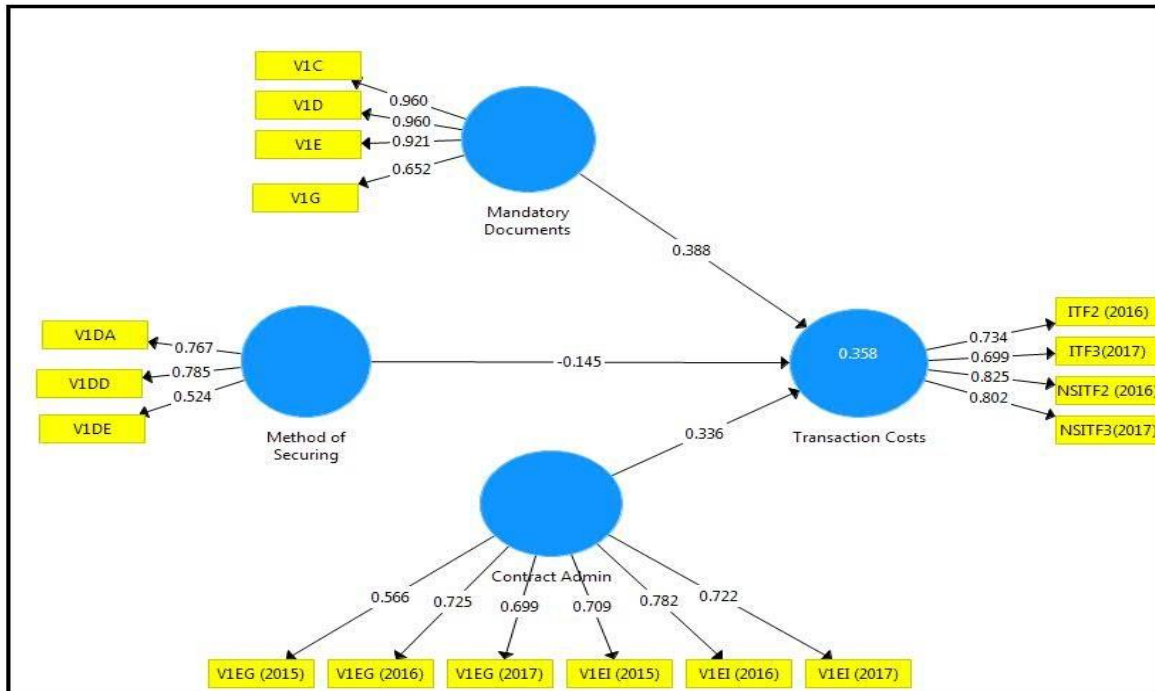 V1C
0.960
V1D
0.960
V1E
0.921
0.652
V1G
Mandatory
Documents
0.388
V1DA
0.767
V1DD
0.785
V1DE
0.524
Method of
Securing
-0.145
0.358
Transaction Costs
ITF2 (2016)
0.734
ITF3(2017)
0.699
NSITF2 (2016)
0.825
NSITF3(2017)
0.802
0.336
Contract Admin
0.566
0.725
0.699
0.709
0.782
0.722
V1EG (2015)
V1EG (2016)
V1EG (2017)
V1EI (2015)
V1EI (2016)
V1EI (2017)